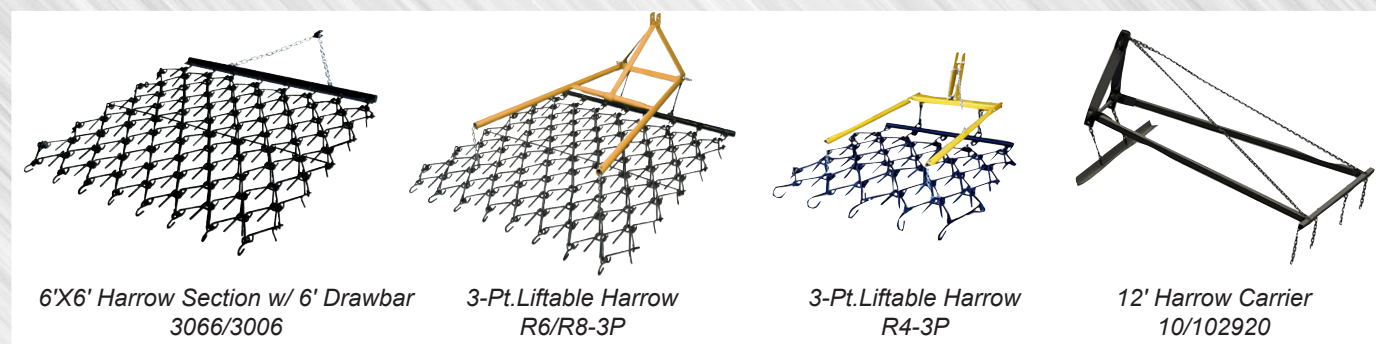 6'X6' Harrow Section w/ 6' Drawbar
3066/3006
3-Pt.Liftable Harrow
R6/R8-3P
3-Pt.Liftable Harrow
R4-3P
12' Harrow Carrier
10/102920